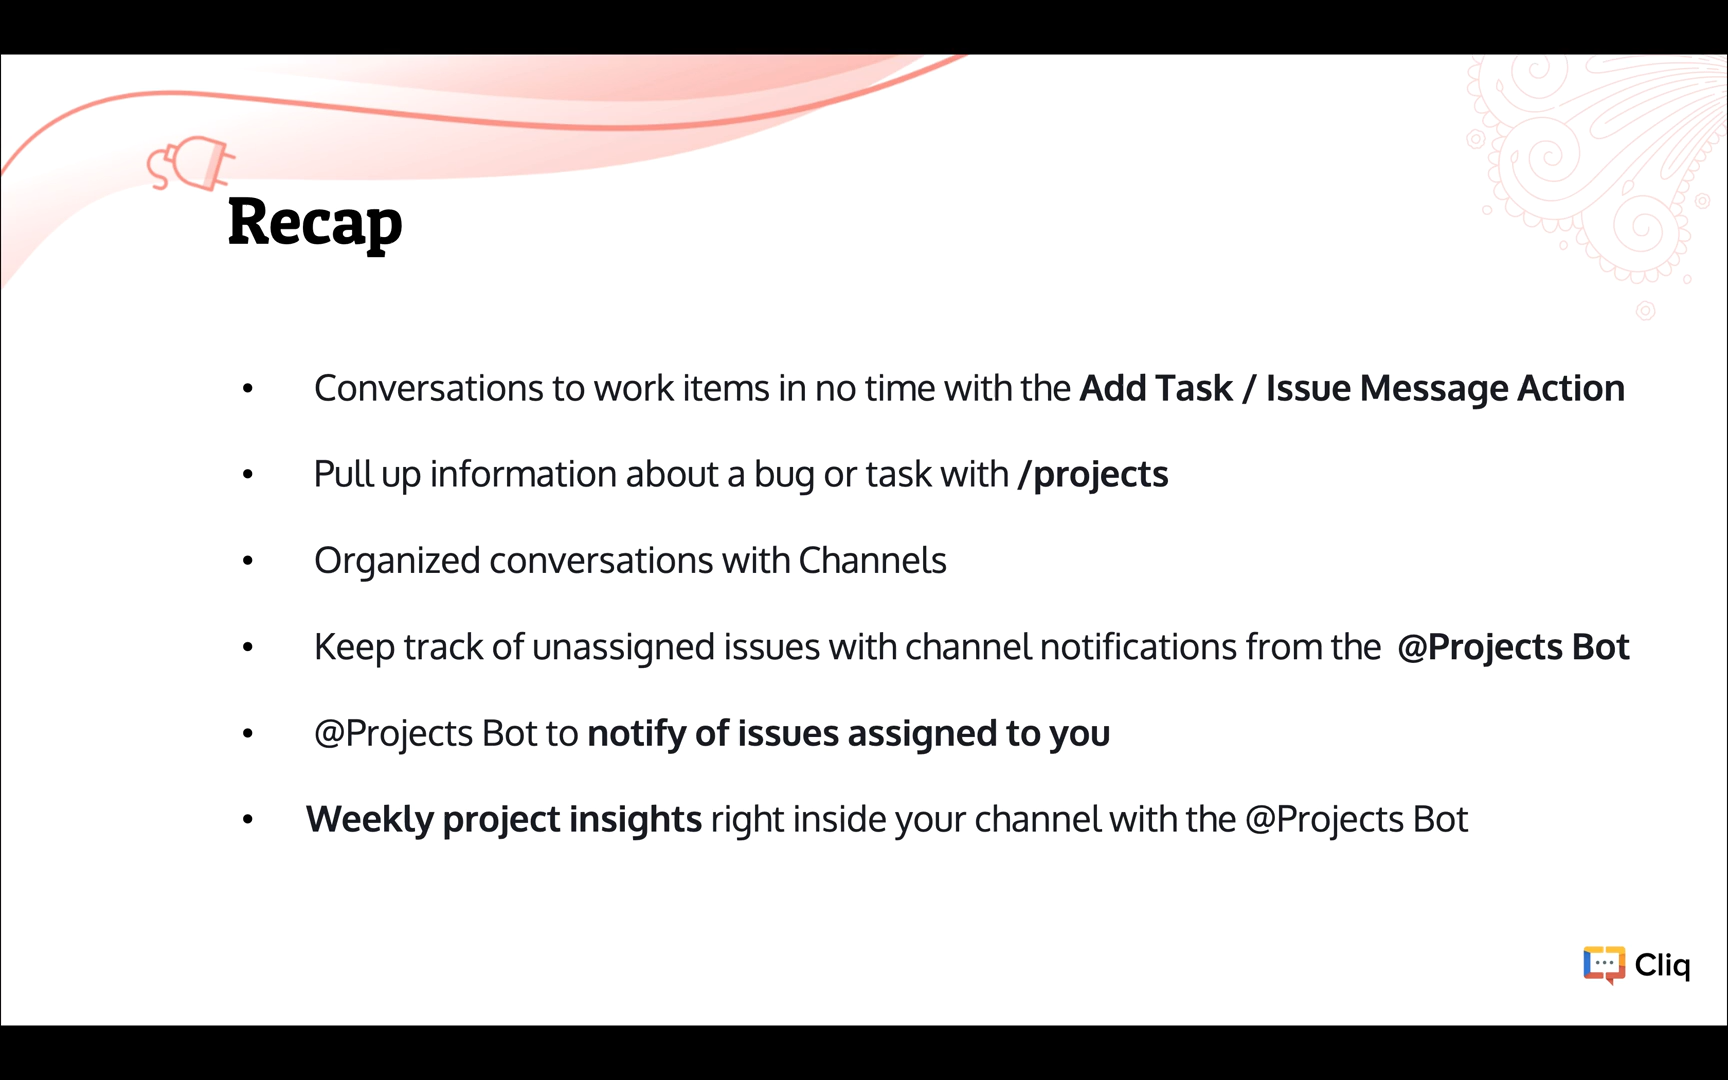 Recap
• Conversations to work items in no time with the Add Task / Issue Message Action
• Pull up information about a bug or task with /projects
• Organized conversations with Channels
• Keep track of unassigned issues with channel notifications from the @Projects Bot
• @Projects Bot to notify of issues assigned to you
• Weekly project insights right inside your channel with the @Projects Bot
Cliq